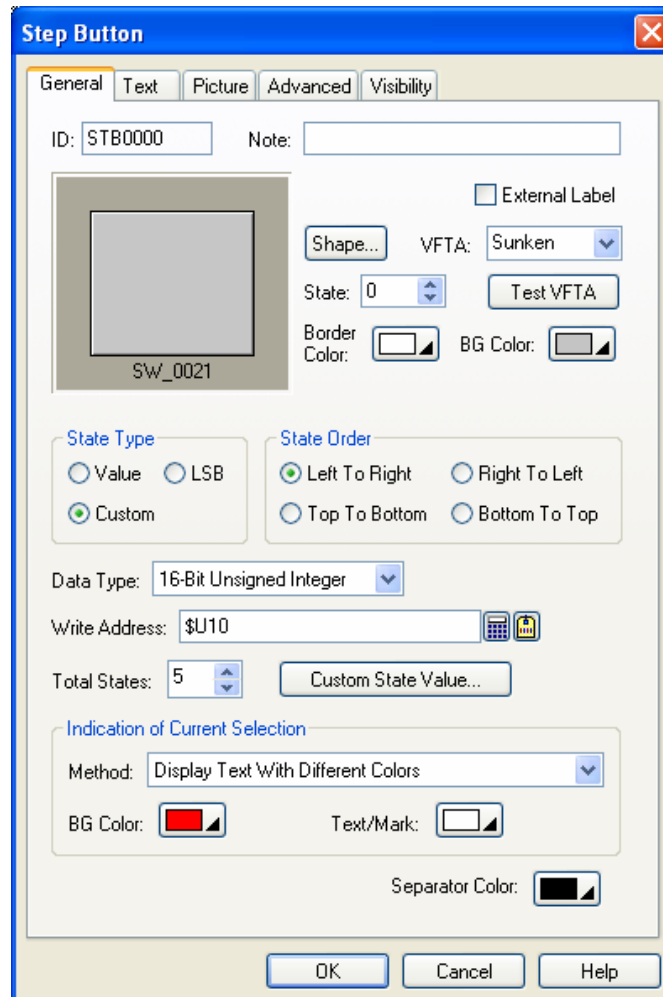 Step Button
General Text Picture Advanced Visibility
ID: STB0000 Note:
External Label
Shape... VFTA: Sunken
State: 0 Test VFTA
Border Color: BG Color:
SW_0021
State Type State Order
Value LSB Left To Right Right To Left
Custom Top To Bottom Bottom To Top
Data Type: 16-Bit Unsigned Integer
Write Address: $U10
Total States: 5 Custom State Value...
Indication of Current Selection
Method: Display Text With Different Colors
BG Color: Text/Mark:
Separator Color:
OK Cancel Help